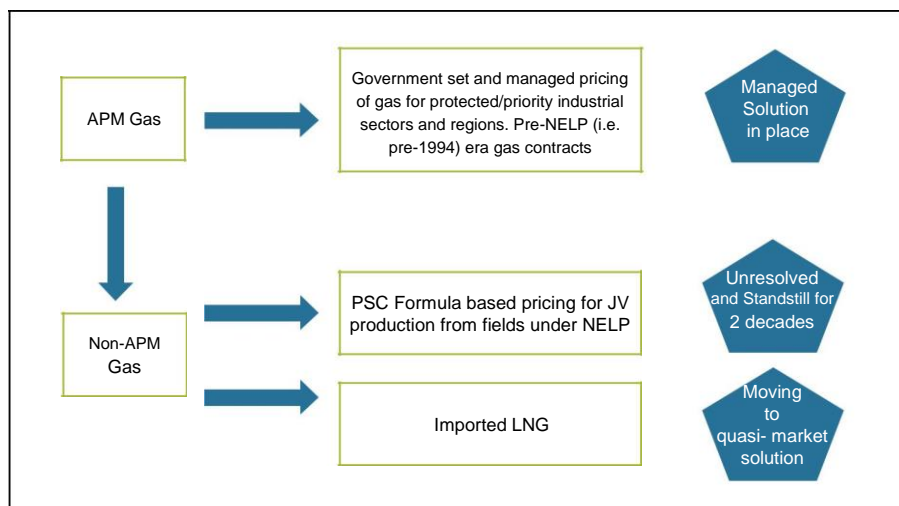 APM Gas
Government set and managed pricing
of gas for protected/priority industrial
sectors and regions. Pre-NELP (i.e.
pre-1994) era gas contracts
Managed
Solution
in place
Non-APM
Gas
PSC Formula based pricing for JV
production from fields under NELP
Unresolved
and Standstill for
2 decades
Imported LNG
Moving
to
quasi- market
solution